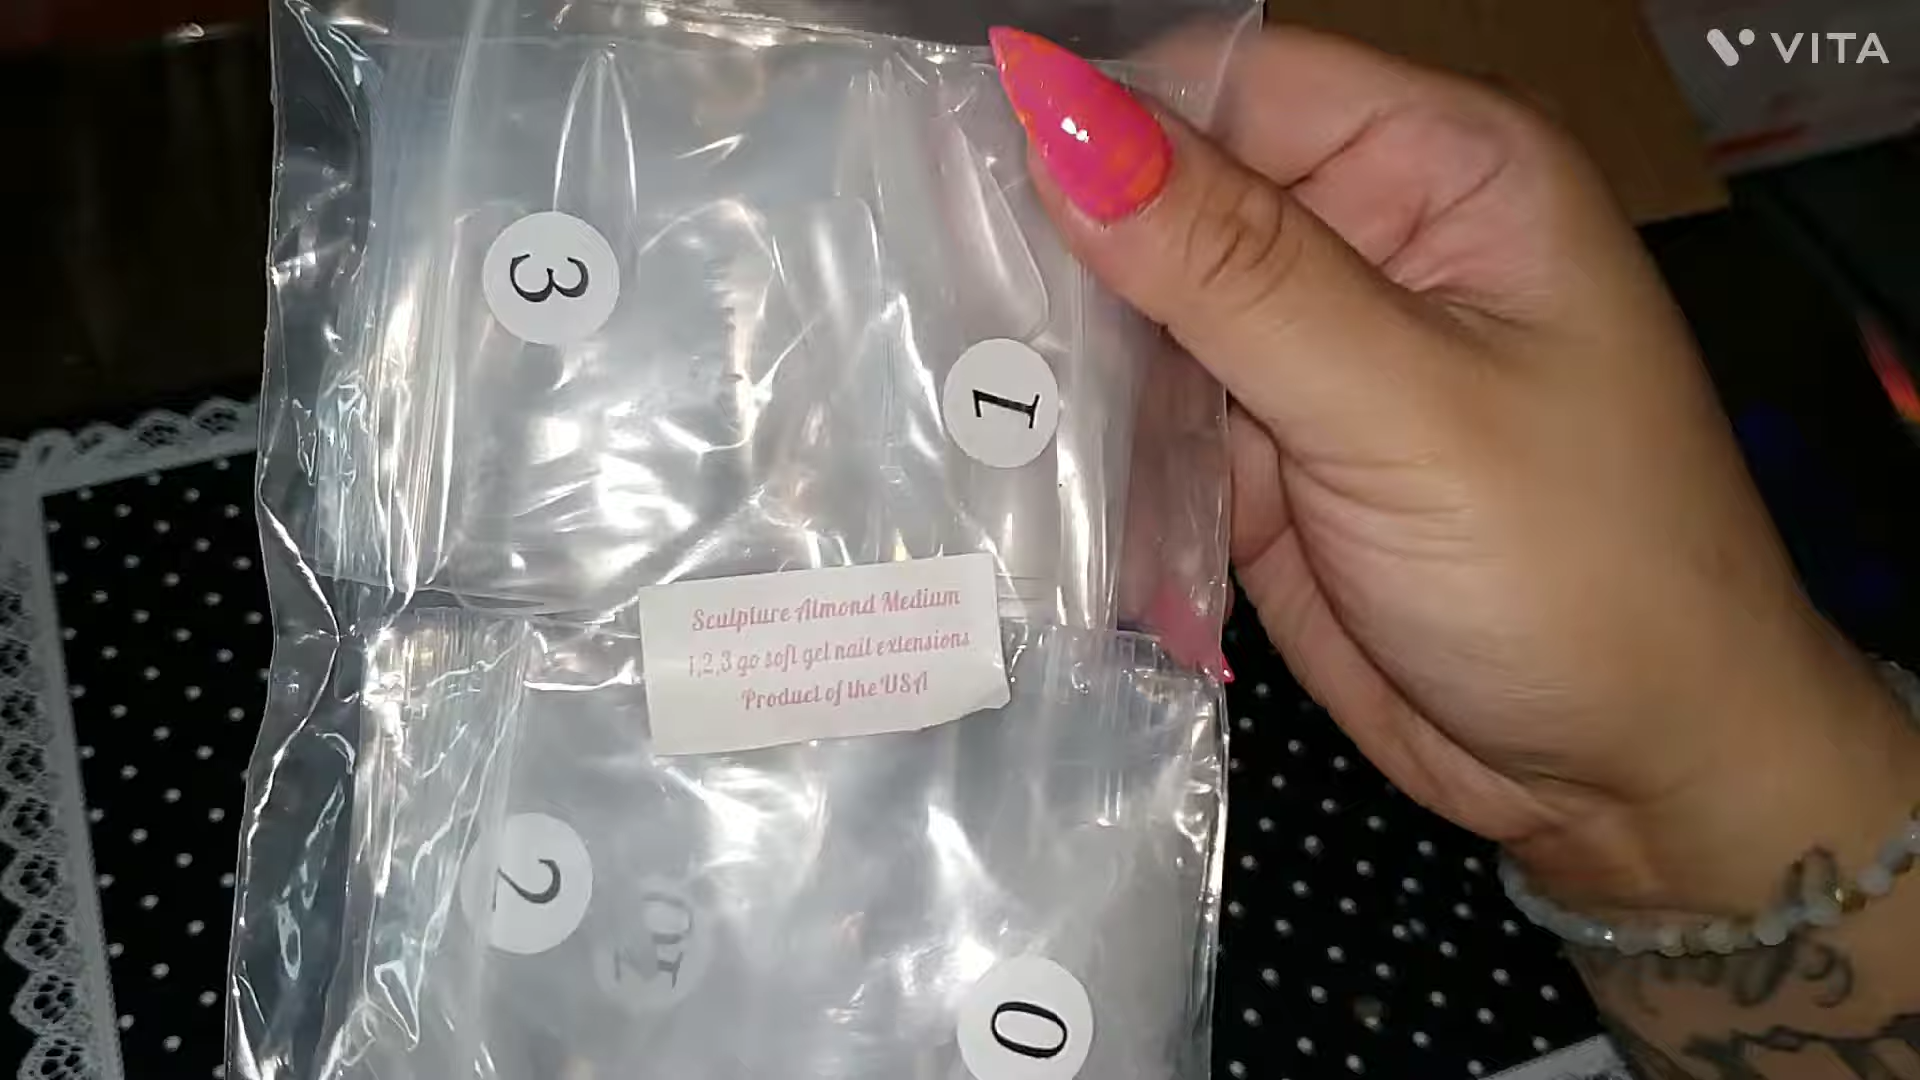 VITA
3
1
Sculpture Almond Medium
1,2,3 go soft gel nail extensions
Product of the USA
2
10
0